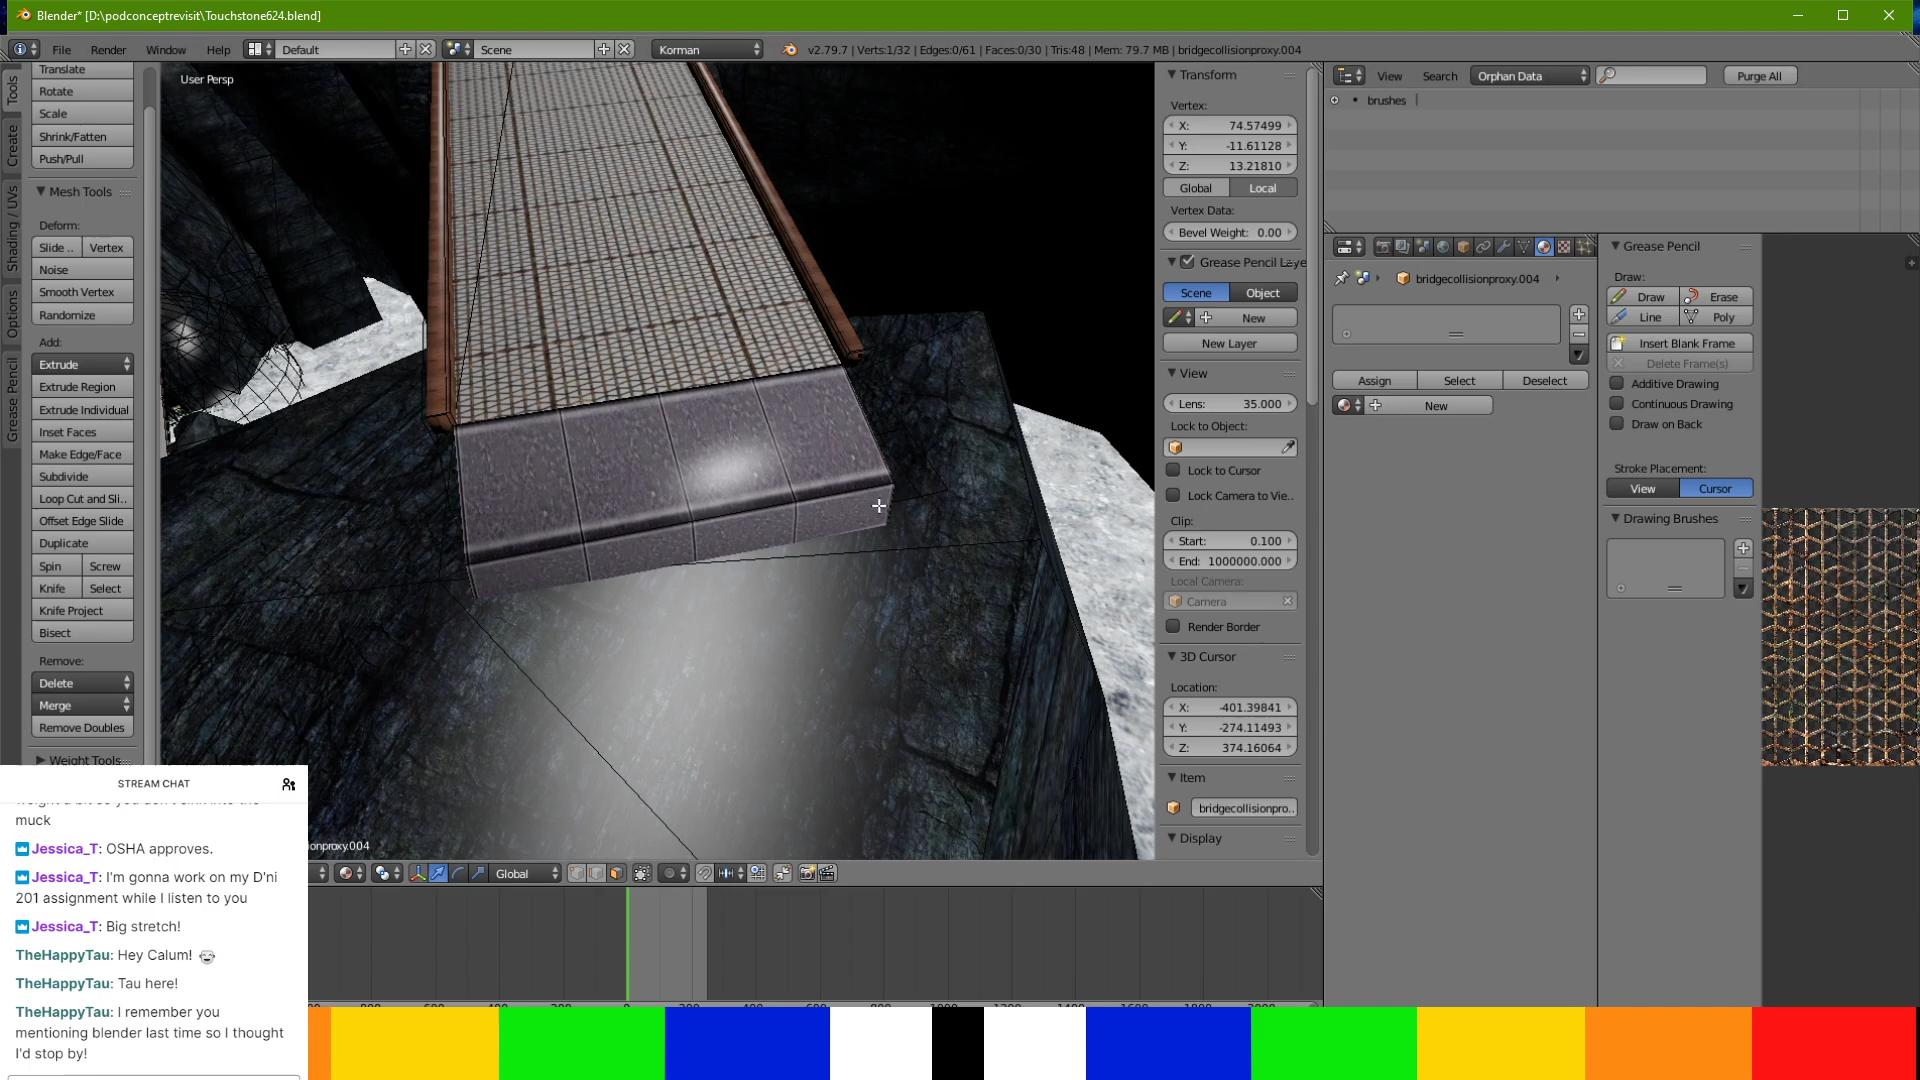 Blender* [D:\podconceptrevisit\Touchstone624.blend]
File Render Window Help Default Scene Korman v2.79.7 | Verts:1/32 | Edges:0/61 | Faces:0/30 | Tris:48 | Mem: 79.7 MB | bridgecollisionproxy.004
Tools
Create
Shading / UVs
Options
Grease Pencil
Translate
Rotate
Scale
Shrink/Fatten
Push/Pull
Mesh Tools
Deform:
Slide .. Vertex
Noise
Smooth Vertex
Randomize
Add:
Extrude
Extrude Region
Extrude Individual
Inset Faces
Make Edge/Face
Subdivide
Loop Cut and Sli..
Offset Edge Slide
Duplicate
Spin Screw
Knife Select
Knife Project
Bisect
Remove:
Delete
Merge
Remove Doubles
Weight Tools
User Persp
Transform
Vertex:
X: 74.57499
Y: -11.61128
Z: 13.21810
Global Local
Vertex Data:
Bevel Weight: 0.00
Grease Pencil Laye
Scene Object
New
New Layer
View
Lens: 35.000
Lock to Object:
Lock to Cursor
Lock Camera to Vie..
Clip:
Start: 0.100
End: 1000000.000
Local Camera:
Camera
Render Border
3D Cursor
Location:
X: -401.39841
Y: -274.11493
Z: 374.16064
Item
bridgecollisionpro..
Display
View Search Orphan Data Purge All
brushes
bridgecollisionproxy.004
Assign Select Deselect
New
Grease Pencil
Draw:
Draw Erase
Line Poly
Insert Blank Frame
Delete Frame(s)
Additive Drawing
Continuous Drawing
Draw on Back
Stroke Placement:
View Cursor
Drawing Brushes
STREAM CHAT
muck
Jessica_T: OSHA approves.
Jessica_T: I'm gonna work on my D'ni
201 assignment while I listen to you
Jessica_T: Big stretch!
TheHappyTau: Hey Calum!
TheHappyTau: Tau here!
TheHappyTau: I remember you
mentioning blender last time so I thought
I'd stop by!
ionproxy.004
Global